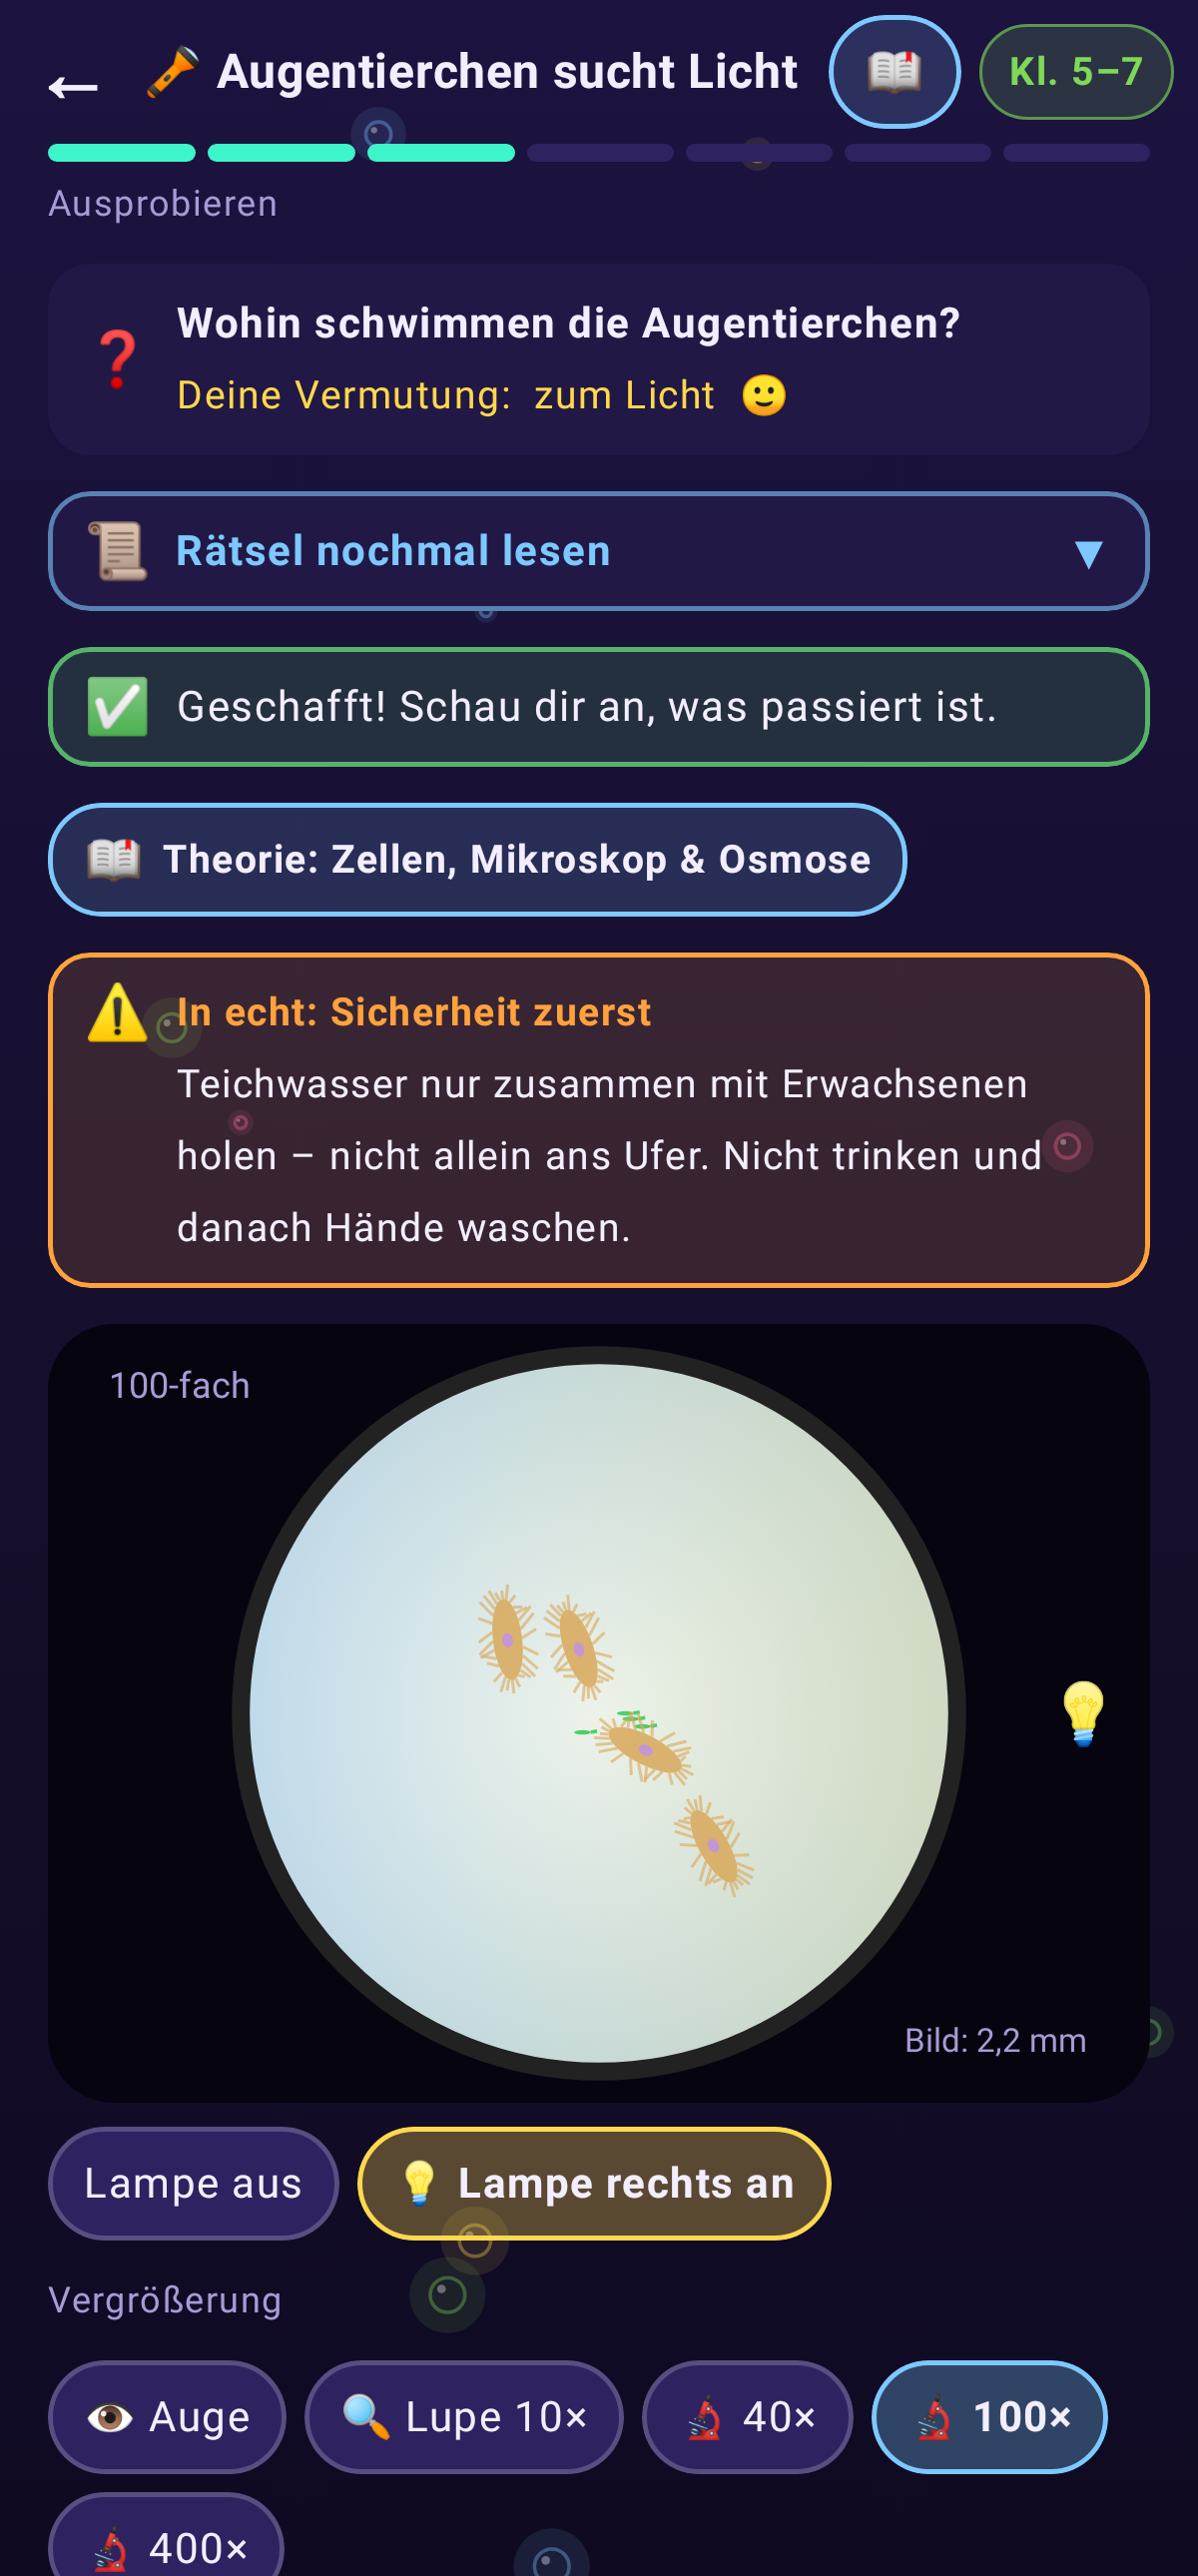 ← Augentierchen sucht Licht Kl. 5–7
Ausprobieren
Wohin schwimmen die Augentierchen?
Deine Vermutung: zum Licht
Rätsel nochmal lesen ▼
Geschafft! Schau dir an, was passiert ist.
Theorie: Zellen, Mikroskop & Osmose
In echt: Sicherheit zuerst
Teichwasser nur zusammen mit Erwachsenen
holen – nicht allein ans Ufer. Nicht trinken und
danach Hände waschen.
100-fach
Bild: 2,2 mm
Lampe aus Lampe rechts an
Vergrößerung
Auge Lupe 10× 40× 100×
400×